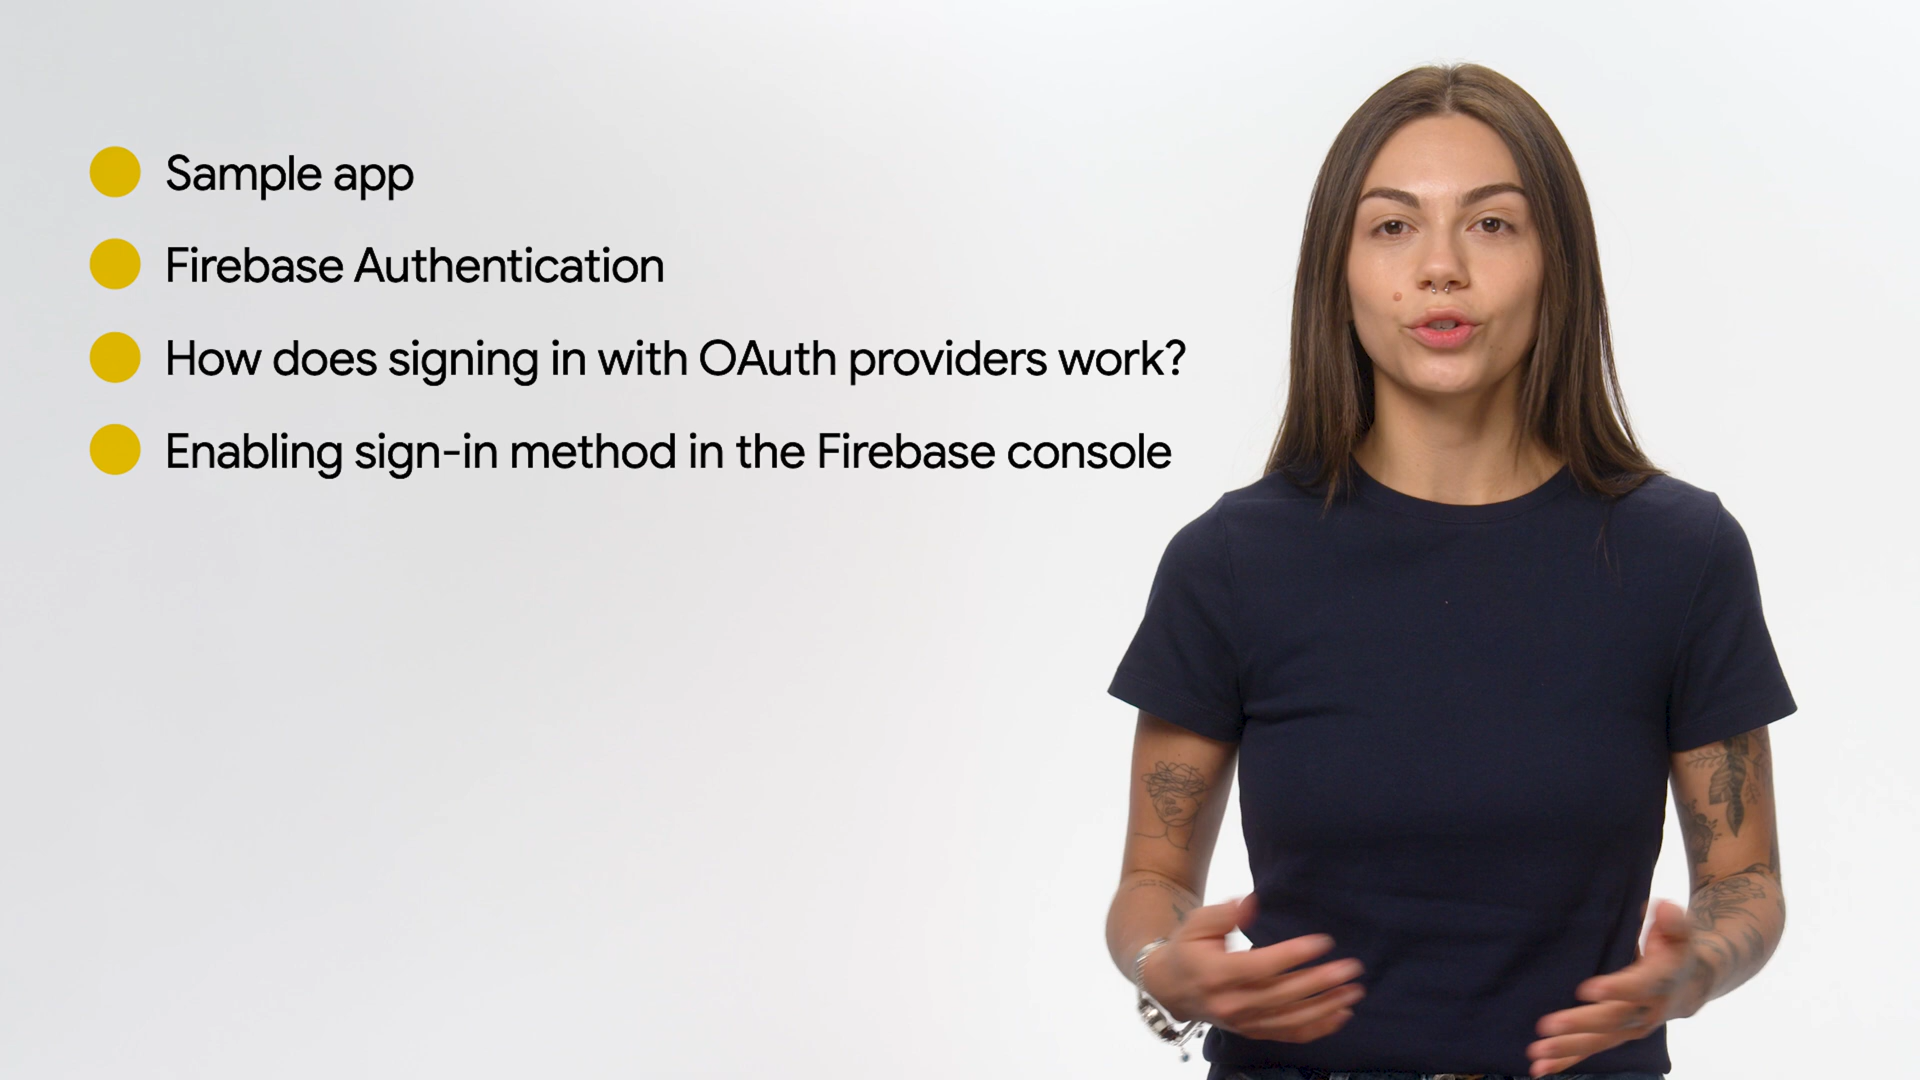 Sample app
Firebase Authentication
How does signing in with OAuth providers work?
Enabling sign-in method in the Firebase console